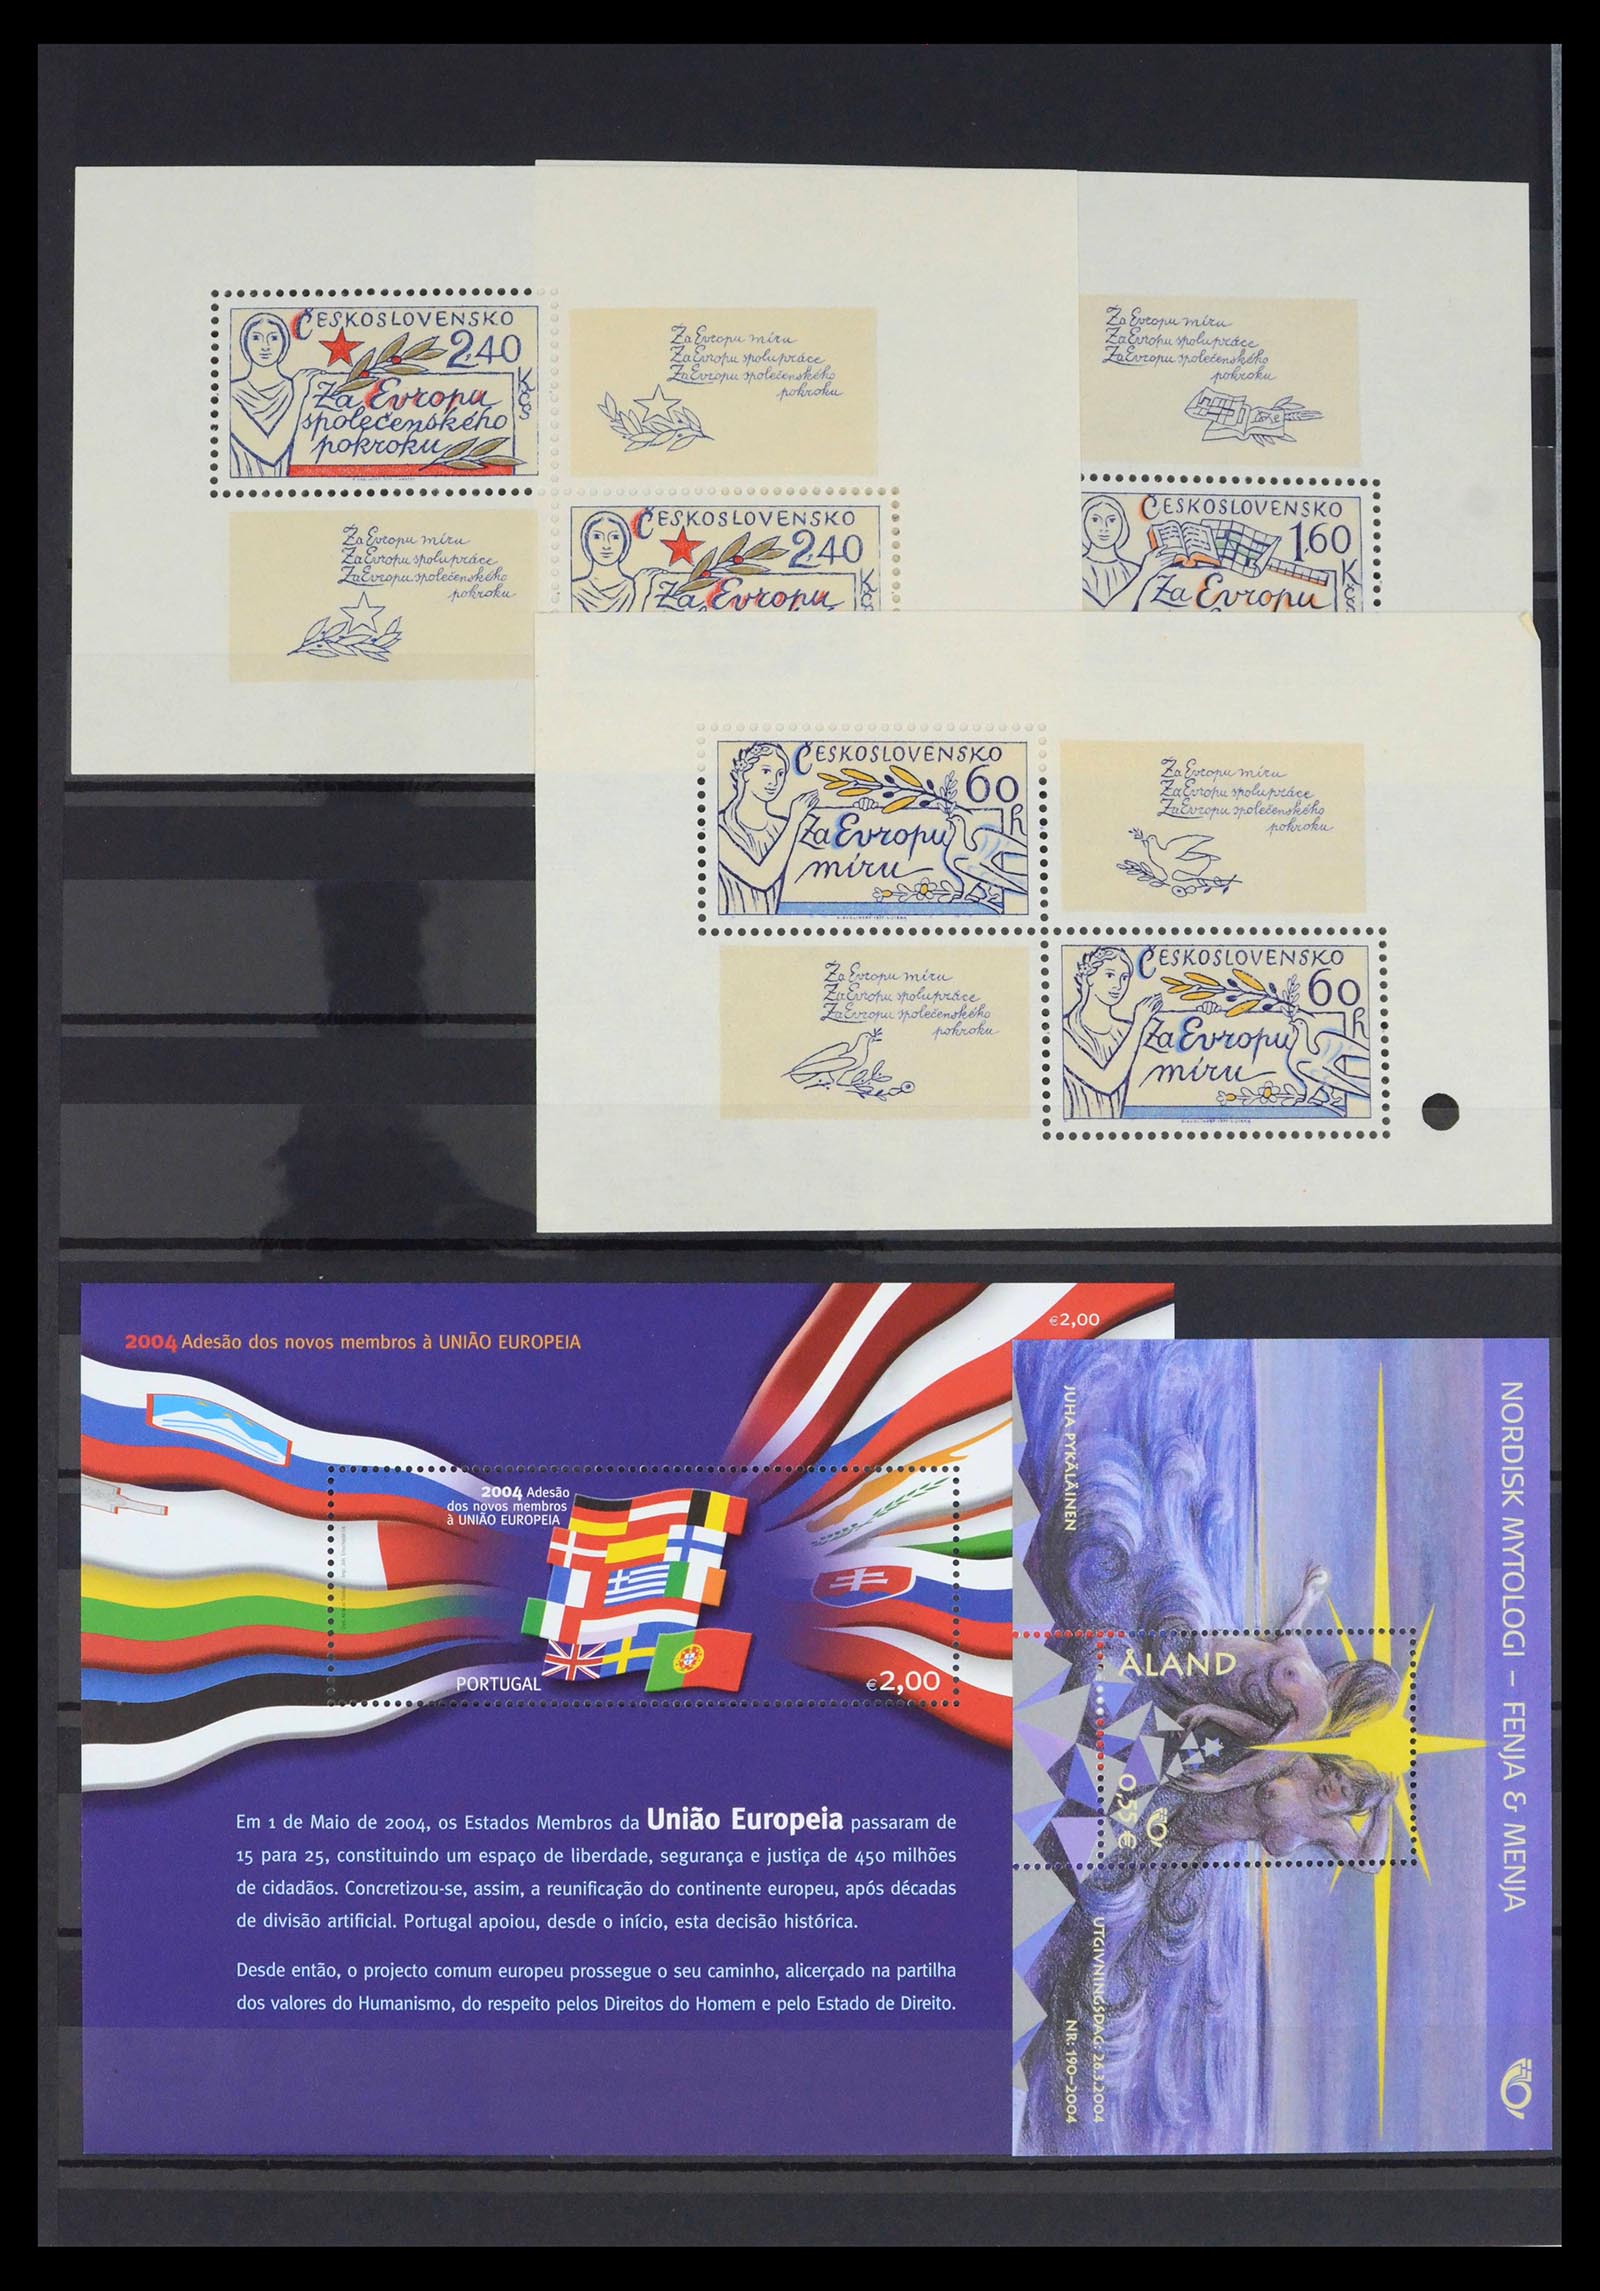 ČESKOSLOVENSKO
2,40
Kčs
Za Evropu
společenského
pokroku
Za Evropu míru
Za Evropu spolupráce
Za Evropu společenského
pokroku
Za Evropu míru
Za Evropu spolupráce
Za Evropu společenského
pokroku
ČESKOSLOVENSKO
2,40
Kčs
Za Evropu
Za Evropu míru
Za Evropu spolupráce
Za Evropu společenského
pokroku
ČESKOSLOVENSKO
1,60
Kčs
Za Evropu
ČESKOSLOVENSKO
60
h
Za Evropu
míru
Za Evropu míru
Za Evropu spolupráce
Za Evropu společenského
pokroku
Za Evropu míru
Za Evropu spolupráce
Za Evropu společenského
pokroku
ČESKOSLOVENSKO
60
h
Za Evropu
míru
€2,00
2004 Adesão dos novos membros à UNIÃO EUROPEIA
2004 Adesão
dos novos membros
à UNIÃO EUROPEIA
PORTUGAL
€2,00
Em 1 de Maio de 2004, os Estados Membros da União Europeia passaram de
15 para 25, constituindo um espaço de liberdade, segurança e justiça de 450 milhões
de cidadãos. Concretizou-se, assim, a reunificação do continente europeu, após décadas
de divisão artificial. Portugal apoiou, desde o início, esta decisão histórica.
Desde então, o projecto comum europeu prossegue o seu caminho, alicerçado na partilha
dos valores do Humanismo, do respeito pelos Direitos do Homem e pelo Estado de Direito.
NORDISK MYTOLOGI – FENJA & MENJA
JUHA PYKÄLÄINEN
ÅLAND
0,55 €
UTGIVNINGSDAG: 26.3.2004
NR: 190–2004